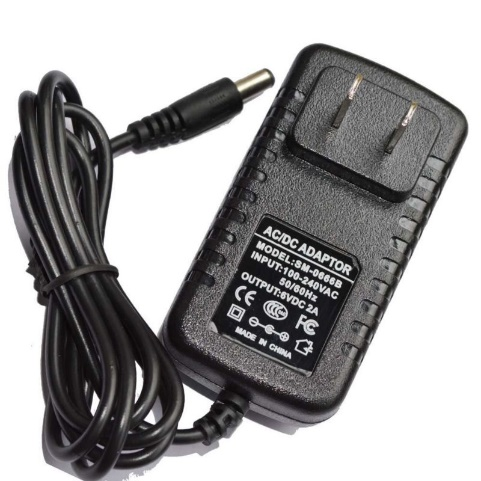 AC/DC ADAPTOR
MODEL:SM-0666B
INPUT:100-240VAC
50/60Hz
OUTPUT:6VDC 2A
CE CCC FC
MADE IN CHINA